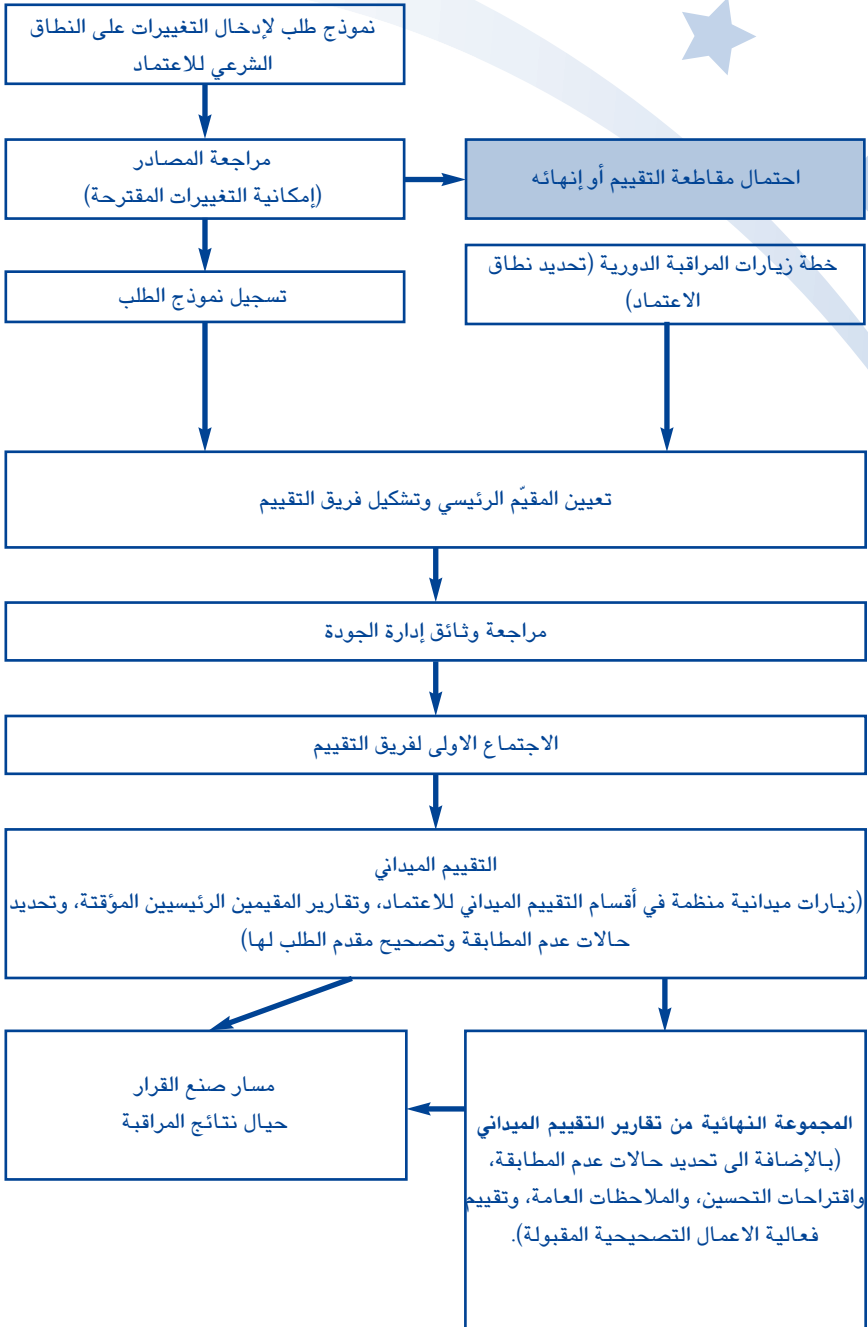 نموذج طلب لإدخال التغييرات على النطاق
الشرعي للاعتماد
مراجعة المصادر
(إمكانية التغييرات المقترحة)
احتمال مقاطعة التقييم أو إنهائه
تسجيل نموذج الطلب
خطة زيارات المراقبة الدورية (تحديد نطاق
الاعتماد)
تعيين المقيّم الرئيسي وتشكيل فريق التقييم
مراجعة وثائق إدارة الجودة
الاجتماع الاولى لفريق التقييم
التقييم الميداني
(زيارات ميدانية منظمة في أقسام التقييم الميداني للاعتماد، وتقارير المقيمين الرئيسيين المؤقتة، وتحديد
حالات عدم المطابقة وتصحيح مقدم الطلب لها)
المجموعة النهائية من تقارير التقييم الميداني
(بالإضافة الى تحديد حالات عدم المطابقة،
واقتراحات التحسين، والملاحظات العامة، وتقييم
فعالية الاعمال التصحيحية المقبولة).
مسار صنع القرار
حيال نتائج المراقبة